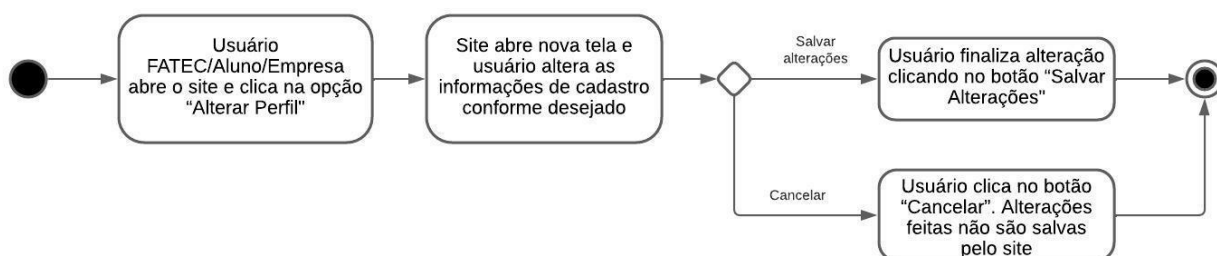 Usuário
FATEC/Aluno/Empresa
abre o site e clica na opção
“Alterar Perfil"
Site abre nova tela e
usuário altera as
informações de cadastro
conforme desejado
Salvar
alterações
Usuário finaliza alteração
clicando no botão “Salvar
Alterações"
Cancelar
Usuário clica no botão
“Cancelar”. Alterações
feitas não são salvas
pelo site